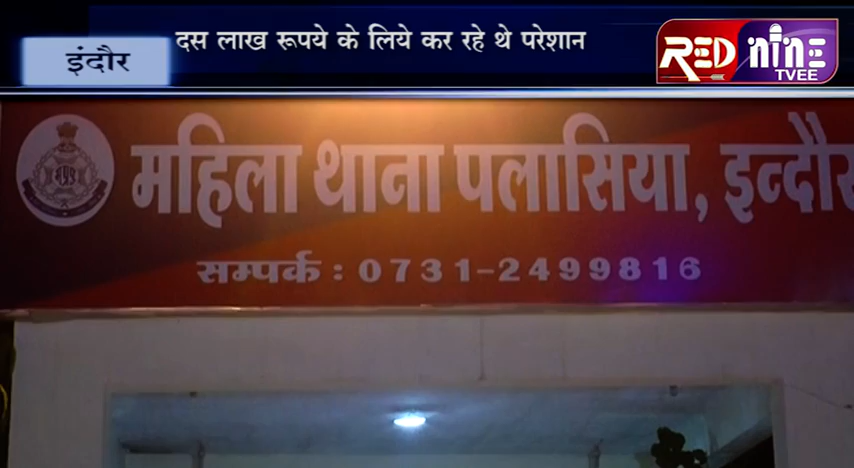 दस लाख रूपये के लिये कर रहे थे परेशान
इंदौर
RED NINE
TVEE
महिला थाना पलासिया, इन्दौर
सम्पर्क : 0731-2499816